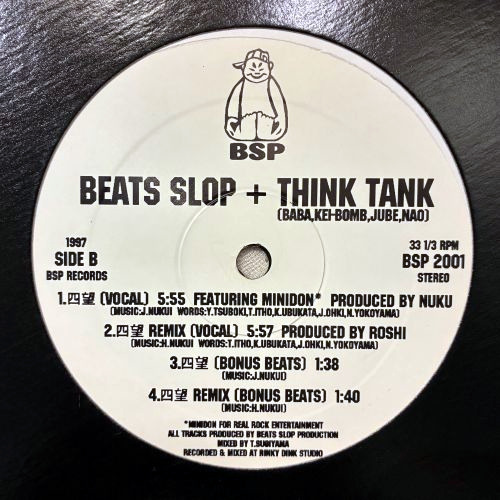 BSP
BEATS SLOP + THINK TANK
(BABA,KEI-BOMB,JUBE,NAO)
1997
SIDE B
BSP RECORDS
33 1/3 RPM
BSP 2001
STEREO
1.四望 (VOCAL) 5:55 FEATURING MINIDON* PRODUCED BY NUKU
(MUSIC:J.NUKUI WORDS:Y.TSUBOKI,T.ITHO,K.UBUKATA,J.OHKI,N.YOKOYAMA)
2.四望 REMIX (VOCAL) 5:57 PRODUCED BY ROSHI
(MUSIC:H.NUKUI WORDS:T.ITHO,K.UBUKATA,J.OHKI,N.YOKOYAMA)
3.四望 (BONUS BEATS) 1:38
(MUSIC:J.NUKUI)
4.四望 REMIX (BONUS BEATS) 1:40
(MUSIC:H.NUKUI)
*MINIDON FOR REAL ROCK ENTERTAINMENT
ALL TRACKS PRODUCED BY BEATS SLOP PRODUCTION
MIXED BY T.SUGIYAMA
RECORDED & MIXED AT RINKY DINK STUDIO